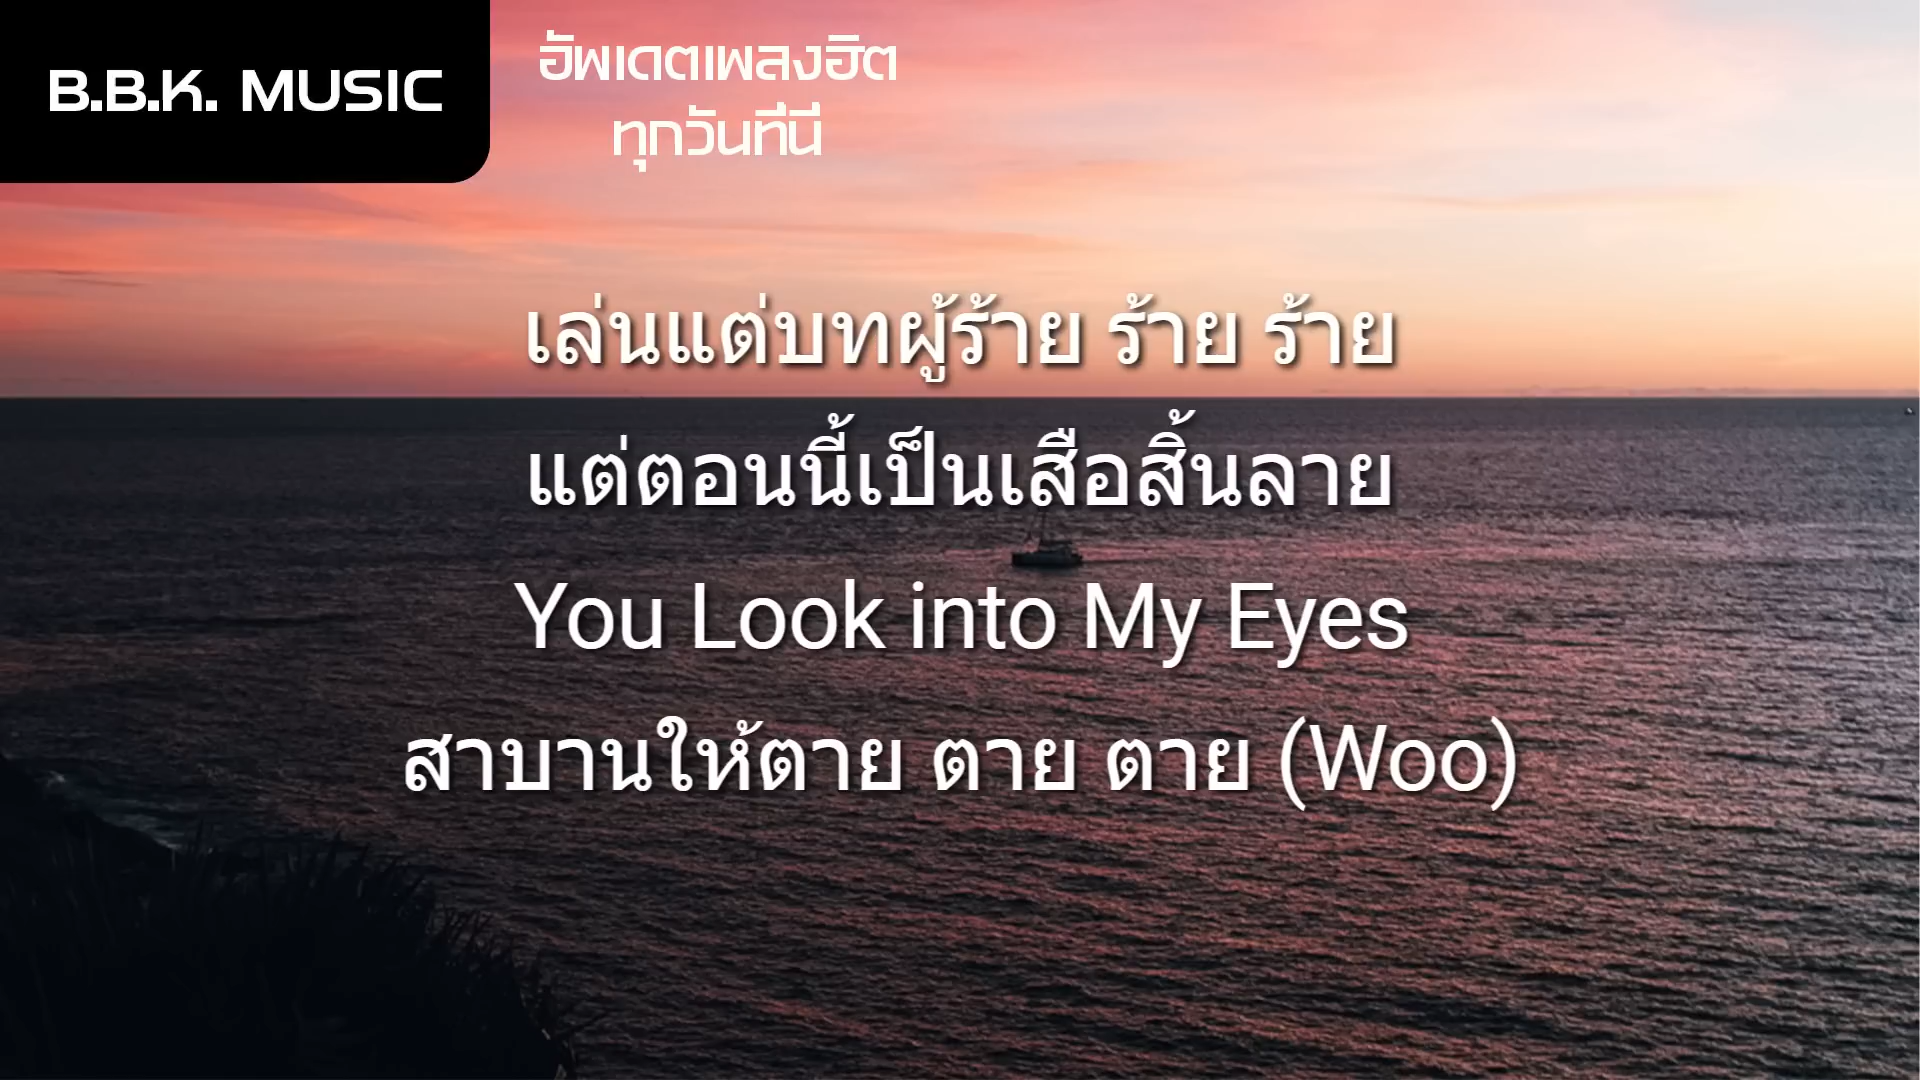 B.B.K. MUSIC
อัพเดตเพลงฮิต
ทุกวันที่นี่
เล่นแต่บทผู้ร้าย ร้าย ร้าย
แต่ตอนนี้เป็นเสือสิ้นลาย
You Look into My Eyes
สาบานให้ตาย ตาย ตาย (Woo)